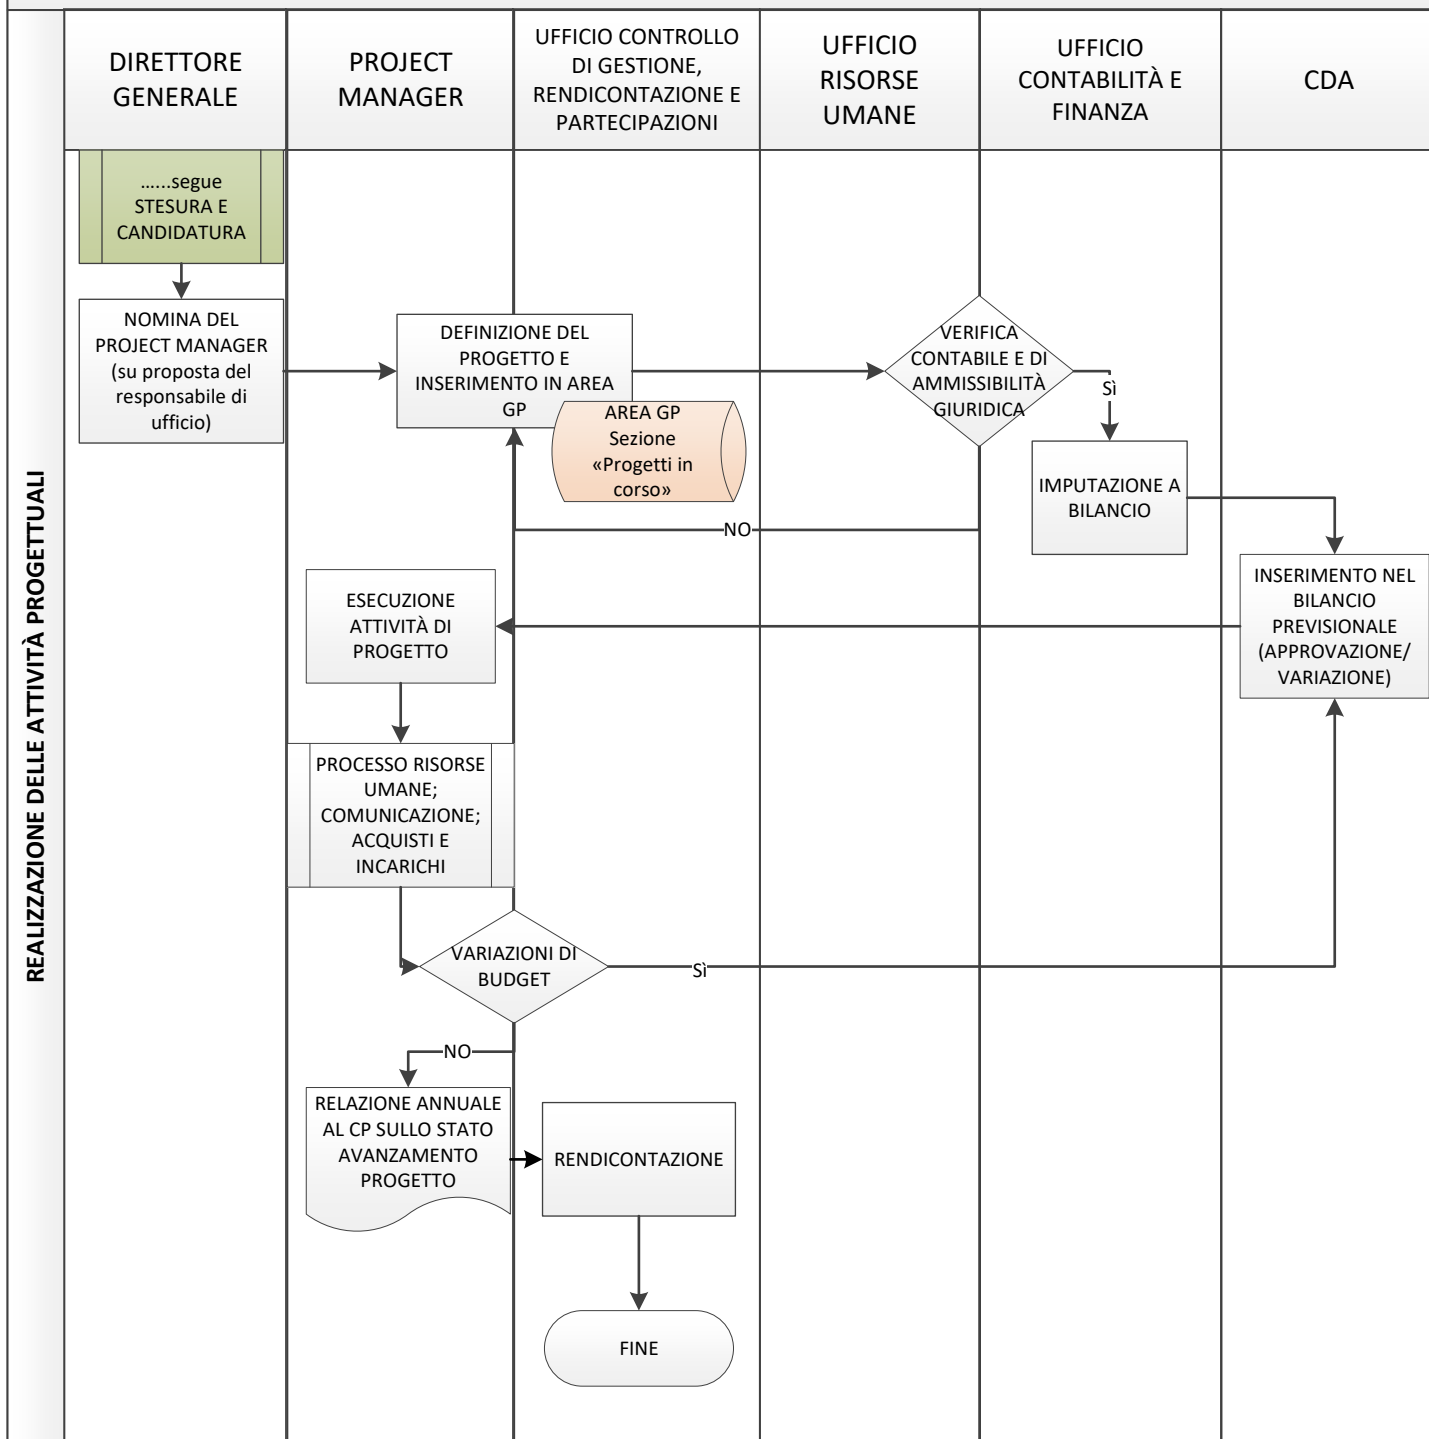 DIRETTORE
GENERALE
PROJECT
MANAGER
UFFICIO CONTROLLO
DI GESTIONE,
RENDICONTAZIONE E
PARTECIPAZIONI
UFFICIO
RISORSE
UMANE
UFFICIO
CONTABILITÀ E
FINANZA
CDA
REALIZZAZIONE DELLE ATTIVITÀ PROGETTUALI
…...segue
STESURA E
CANDIDATURA
NOMINA DEL
PROJECT MANAGER
(su proposta del
responsabile di
ufficio)
DEFINIZIONE DEL
PROGETTO E
INSERIMENTO IN AREA
GP
AREA GP
Sezione
«Progetti in
corso»
VERIFICA
CONTABILE E DI
AMMISSIBILITÀ
GIURIDICA
Sì
IMPUTAZIONE A
BILANCIO
NO
INSERIMENTO NEL
BILANCIO
PREVISIONALE
(APPROVAZIONE/
VARIAZIONE)
ESECUZIONE
ATTIVITÀ DI
PROGETTO
PROCESSO RISORSE
UMANE;
COMUNICAZIONE;
ACQUISTI E
INCARICHI
VARIAZIONI DI
BUDGET
Sì
NO
RELAZIONE ANNUALE
AL CP SULLO STATO
AVANZAMENTO
PROGETTO
RENDICONTAZIONE
FINE